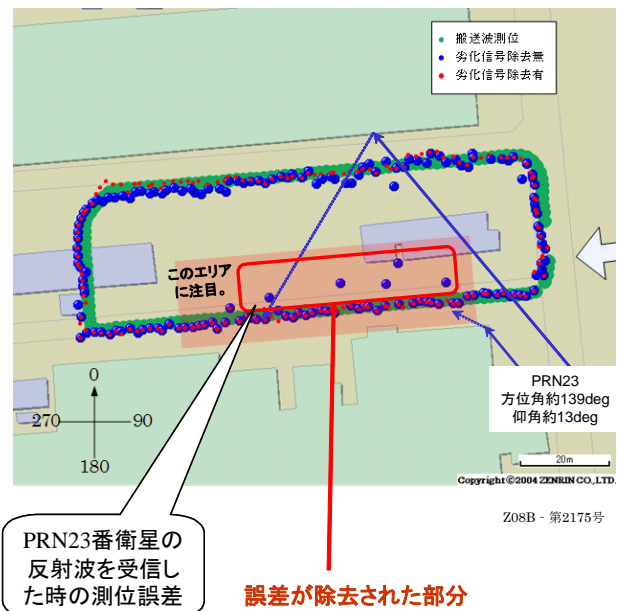 搬送波測位
劣化信号除去無
劣化信号除去有
このエリア
に注目。
0
270
90
180
PRN23
方位角約139deg
仰角約13deg
20m
Copyright©2004 ZENRIN CO.,LTD.
Z08B - 第2175号
PRN23番衛星の
反射波を受信し
た時の測位誤差
誤差が除去された部分